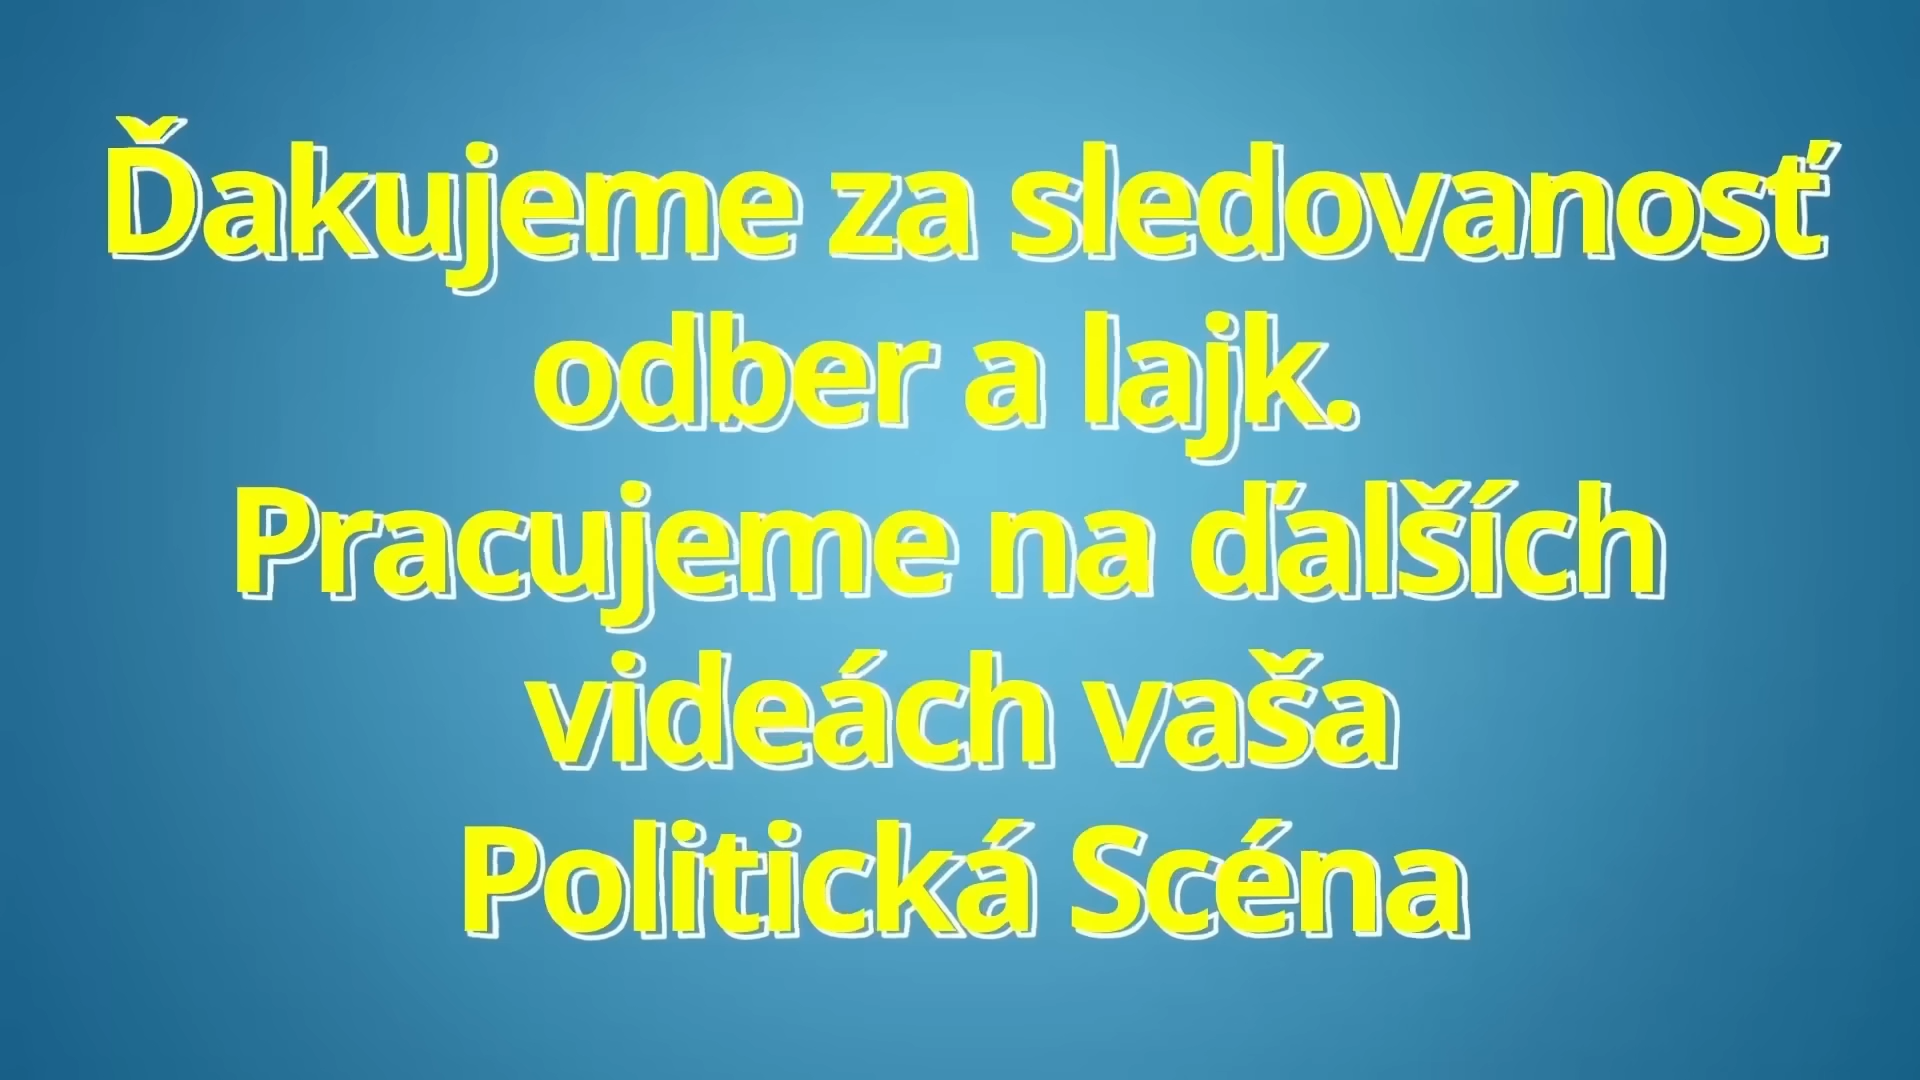 Ďakujeme za sledovanosť
odber a lajk.
Pracujeme na ďalších
videách vaša
Politická Scéna